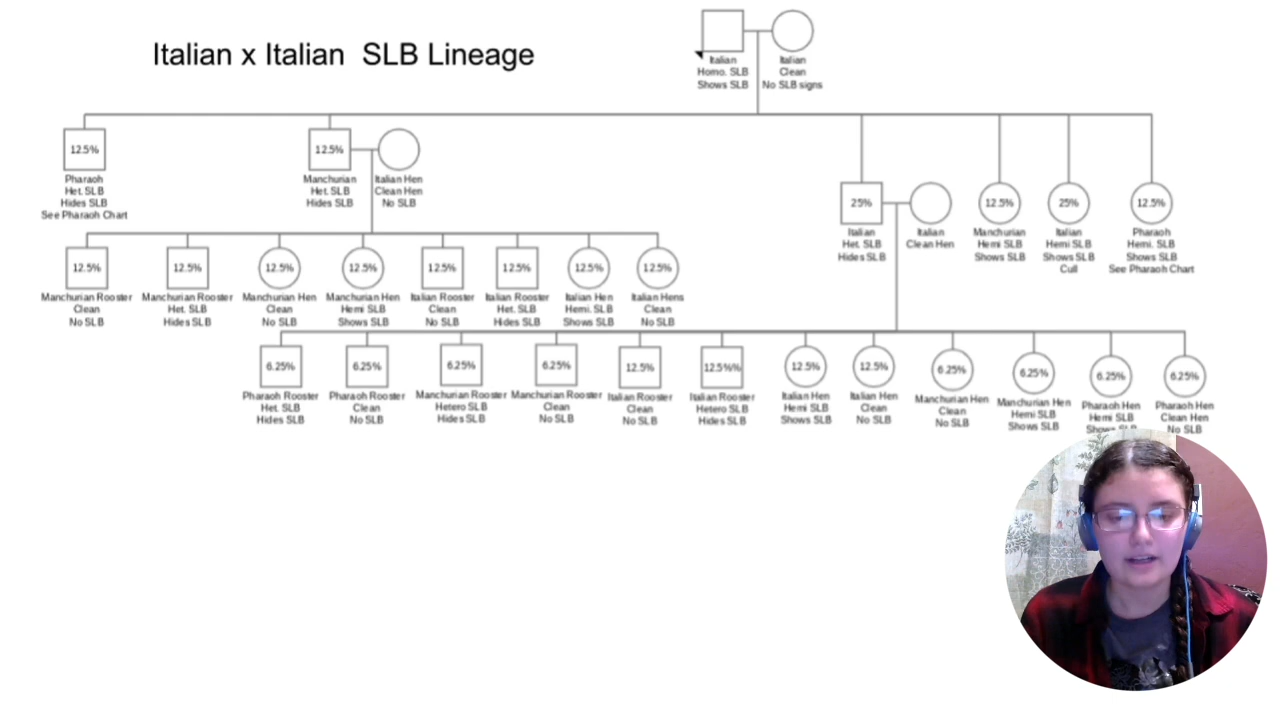 Italian x Italian  SLB Lineage
Italian
Homo. SLB
Shows SLB
Italian
Clean
No SLB signs
12.5%
Pharaoh
Het. SLB
Hides SLB
See Pharaoh Chart
12.5%
Manchurian
Het. SLB
Hides SLB
Italian Hen
Clean Hen
No SLB
25%
Italian
Het. SLB
Hides SLB
Italian
Clean Hen
12.5%
Manchurian
Hemi SLB
Shows SLB
25%
Italian
Hemi SLB
Shows SLB
Cull
12.5%
Pharaoh
Hemi. SLB
Shows SLB
See Pharaoh Chart
12.5%
Manchurian Rooster
Clean
No SLB
12.5%
Manchurian Rooster
Het. SLB
Hides SLB
12.5%
Manchurian Hen
Clean
No SLB
12.5%
Manchurian Hen
Hemi SLB
Shows SLB
12.5%
Italian Rooster
Clean
No SLB
12.5%
Italian Rooster
Het. SLB
Hides SLB
12.5%
Italian Hen
Hemi. SLB
Shows SLB
12.5%
Italian Hens
Clean
No SLB
6.25%
Pharaoh Rooster
Het. SLB
Hides SLB
6.25%
Pharaoh Rooster
Clean
No SLB
6.25%
Manchurian Rooster
Hetero SLB
Hides SLB
6.25%
Manchurian Rooster
Clean
No SLB
12.5%
Italian Rooster
Clean
No SLB
12.5%%
Italian Rooster
Hetero SLB
Hides SLB
12.5%
Italian Hen
Hemi SLB
Shows SLB
12.5%
Italian Hen
Clean
No SLB
6.25%
Manchurian Hen
Clean
No SLB
6.25%
Manchurian Hen
Hemi SLB
Shows SLB
6.25%
Pharaoh Hen
Hemi SLB
Shows SLB
6.25%
Pharaoh Hen
Clean Hen
No SLB